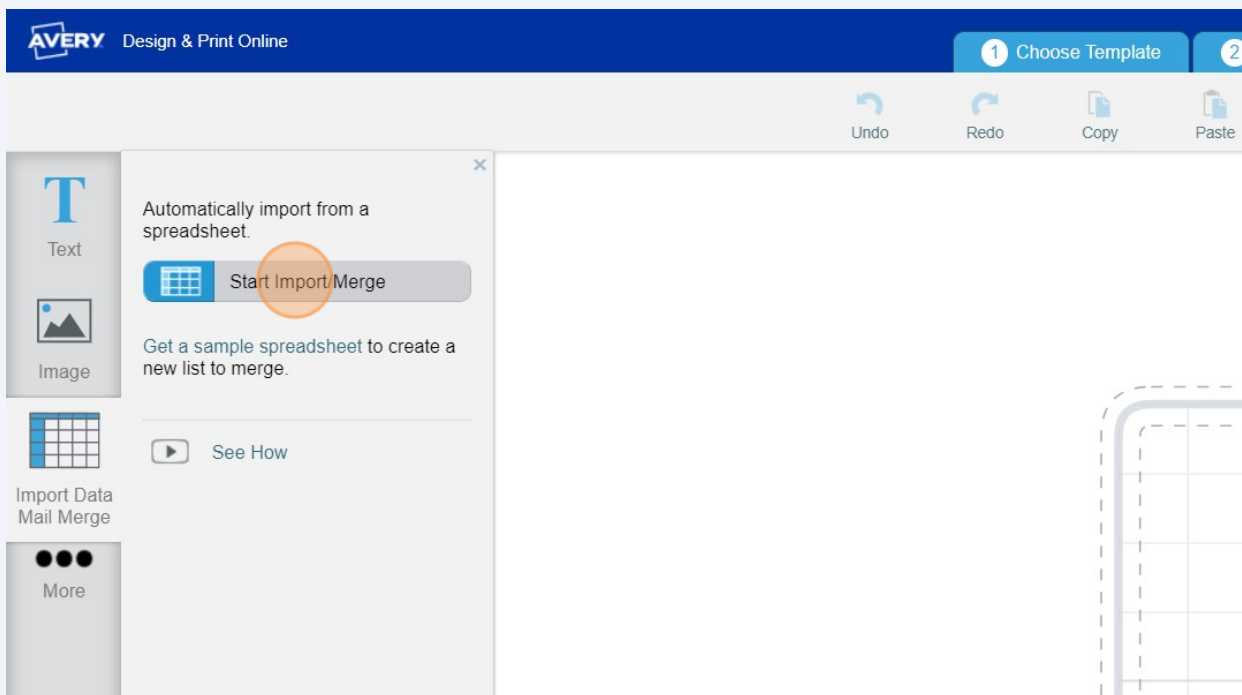 AVERY Design & Print Online
1 Choose Template
2
Undo
Redo
Copy
Paste
Text
Image
Import Data
Mail Merge
More
Automatically import from a
spreadsheet.
Start Import/Merge
Get a sample spreadsheet to create a
new list to merge.
See How